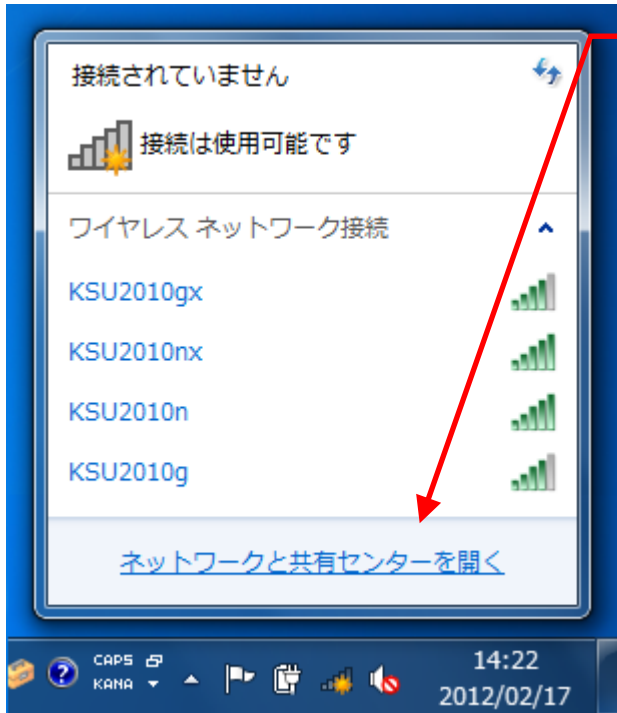 接続されていません
接続は使用可能です
ワイヤレス ネットワーク接続
KSU2010gx
KSU2010nx
KSU2010n
KSU2010g
ネットワークと共有センターを開く
CAPS
KANA
14:22
2012/02/17